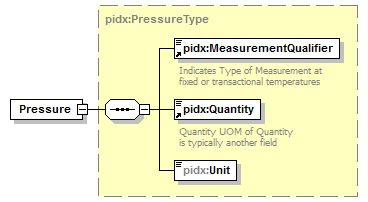 pidx:PressureType
pidx:MeasurementQualifier
Indicates Type of Measurement at
fixed or transactional temperatures
Pressure
pidx:Quantity
Quantity UOM of Quantity
is typically another field
pidx:Unit